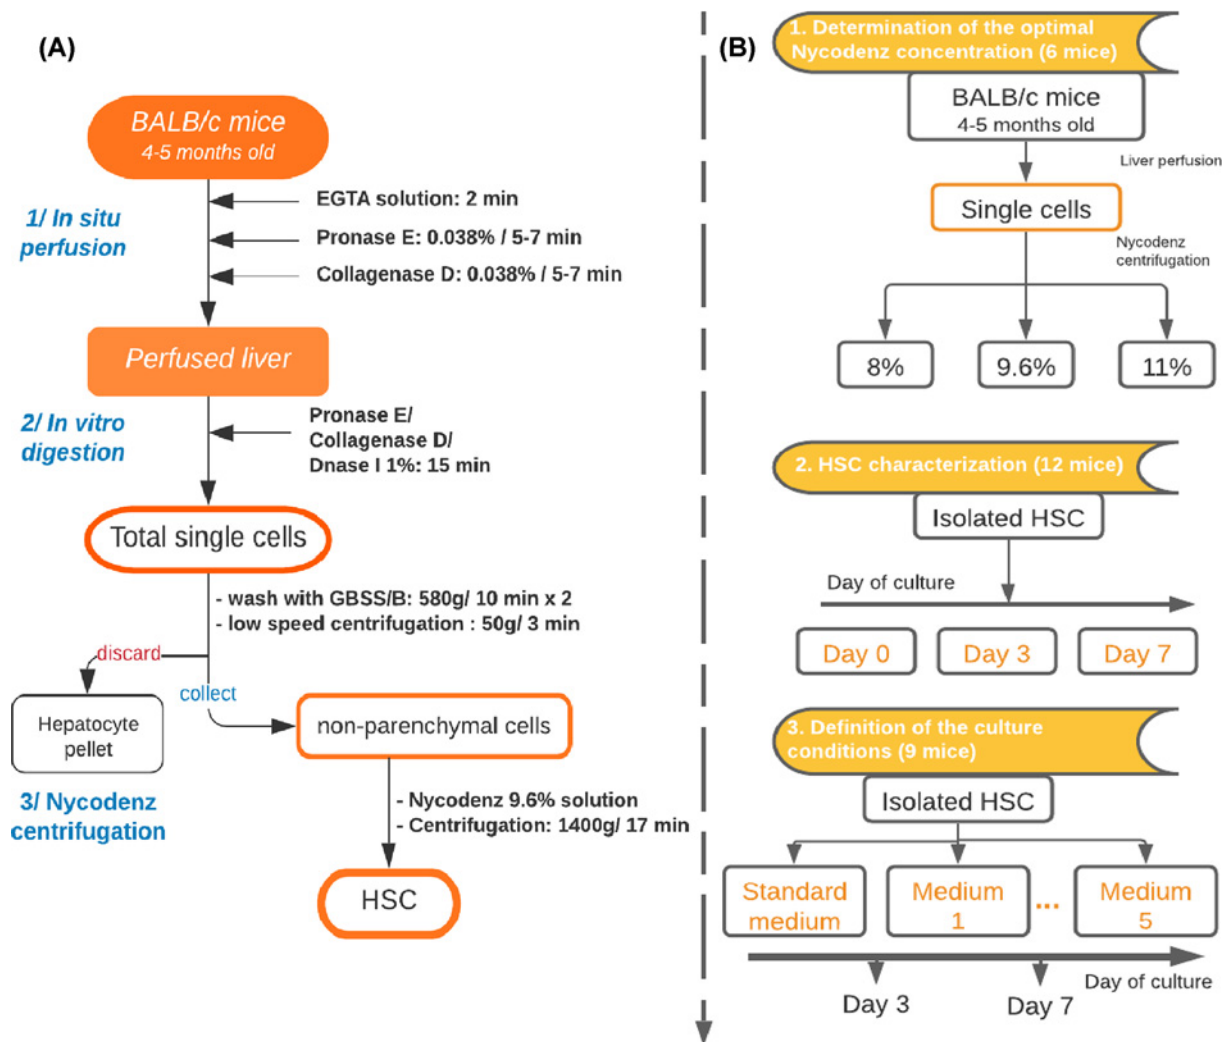 (A)
BALB/c mice
4-5 months old
1/ In situ
perfusion
EGTA solution: 2 min
Pronase E: 0.038% / 5-7 min
Collagenase D: 0.038% / 5-7 min
Perfused liver
2/ In vitro
digestion
Pronase E/
Collagenase D/
Dnase I 1%: 15 min
Total single cells
- wash with GBSS/B: 580g/ 10 min x 2
- low speed centrifugation : 50g/ 3 min
discard
collect
Hepatocyte
pellet
non-parenchymal cells
3/ Nycodenz
centrifugation
- Nycodenz 9.6% solution
- Centrifugation: 1400g/ 17 min
HSC
(B)
1. Determination of the optimal
Nycodenz concentration (6 mice)
BALB/c mice
4-5 months old
Liver perfusion
Single cells
Nycodenz
centrifugation
8%
9.6%
11%
2. HSC characterization (12 mice)
Isolated HSC
Day of culture
Day 0
Day 3
Day 7
3. Definition of the culture
conditions (9 mice)
Isolated HSC
Standard
medium
Medium
1
...
Medium
5
Day of culture
Day 3
Day 7